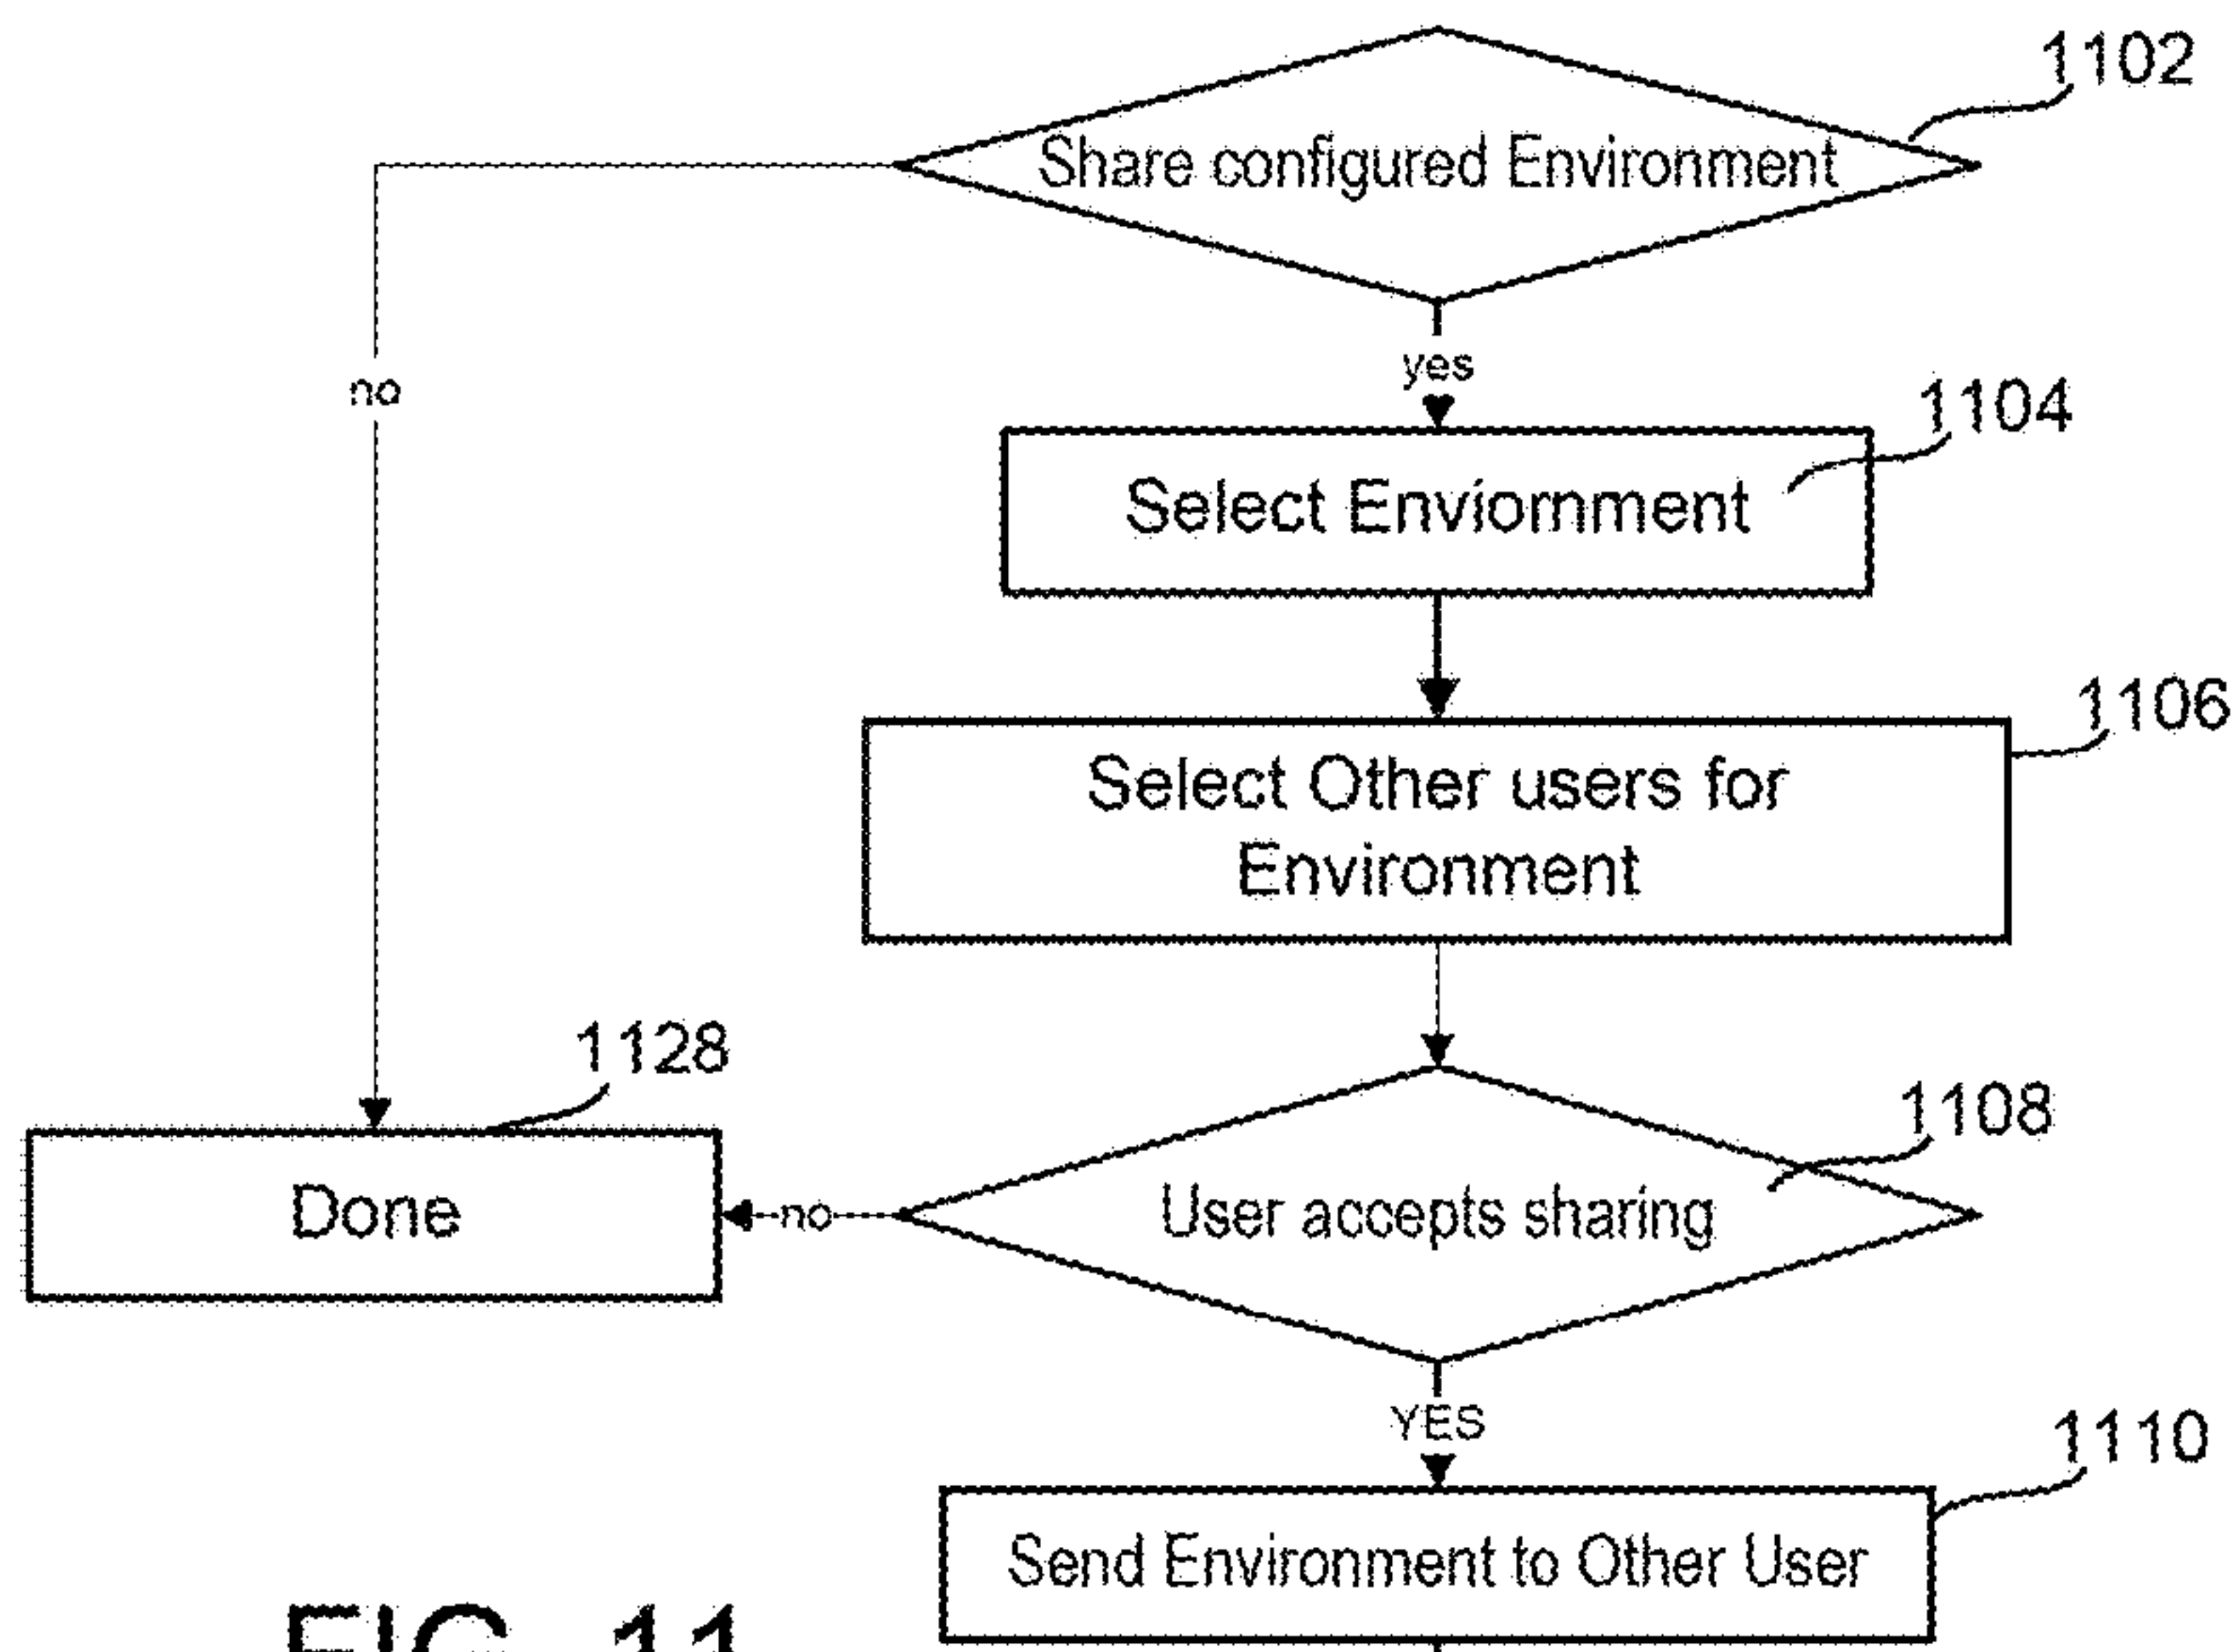 1102
Share configured Environment
no
yes
1104
Select Enviornment
1106
Select Other users for
Environment
1128
Done
no
1108
User accepts sharing
YES
1110
Send Environment to Other User
FIG. 11